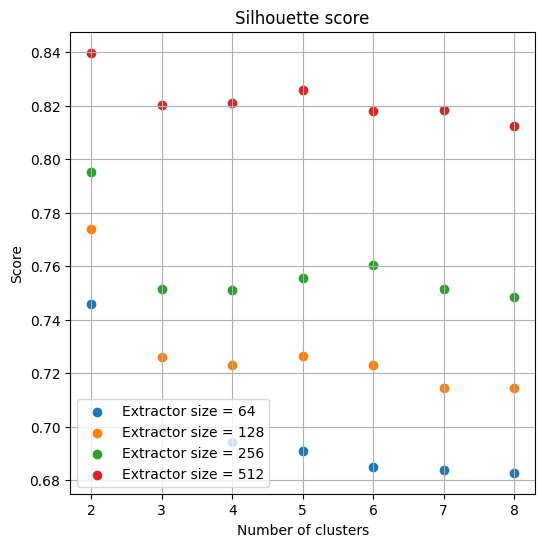 Silhouette score
0.84
0.82
0.80
0.78
0.76
0.74
0.72
0.70
0.68
Score
Extractor size = 64
Extractor size = 128
Extractor size = 256
Extractor size = 512
2 3 4 5 6 7 8
Number of clusters